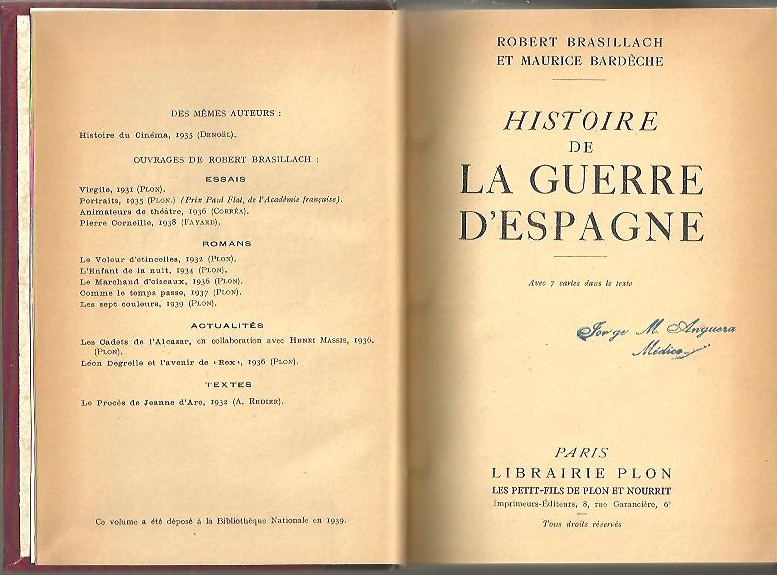 DES MÊMES AUTEURS :
Histoire du Cinéma, 1935 (DENOËL).
OUVRAGES DE ROBERT BRASILLACH :
ESSAIS
Virgile, 1931 (PLON).
Portraits, 1935 (PLON.) (Prix Paul Flat, de l'Académie française).
Animateurs de théâtre, 1936 (CORRÊA).
Pierre Corneille, 1938 (FAYARD).
ROMANS
Le Voleur d'étincelles, 1932 (PLON).
L'Enfant de la nuit, 1934 (PLON).
Le Marchand d'oiseaux, 1936 (PLON).
Comme le temps passe, 1937 (PLON).
Les sept couleurs, 1939 (PLON).
ACTUALITÉS
Les Cadets de l'Alcazar, en collaboration avec HENRI MASSIS, 1936.
(PLON).
Léon Degrelle et l'avenir de « Rex », 1936 (PLON).
TEXTES
Le Procès de Jeanne d'Arc, 1932 (A. REDIER).
Ce volume a été déposé à la Bibliothèque Nationale en 1939.
ROBERT BRASILLACH
ET MAURICE BARDÈCHE
HISTOIRE
DE
LA GUERRE
D'ESPAGNE
Avec 7 cartes dans le texte
Jorge M. Anguera
Médico
PARIS
LIBRAIRIE PLON
LES PETIT-FILS DE PLON ET NOURRIT
Imprimeurs-Éditeurs, 8, rue Garancière, 6e
Tous droits réservés